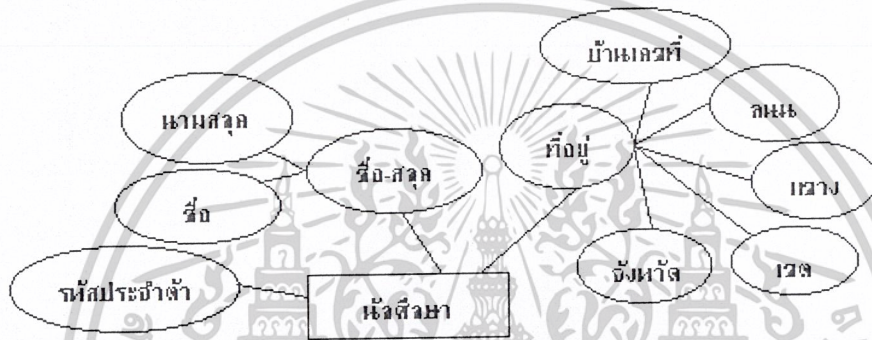 บ้านเลขที่
นามสกุล
ถนน
ชื่อ-สกุล
ที่อยู่
แขวง
ชื่อ
จังหวัด
เขต
รหัสประจำตัว
นักศึกษา